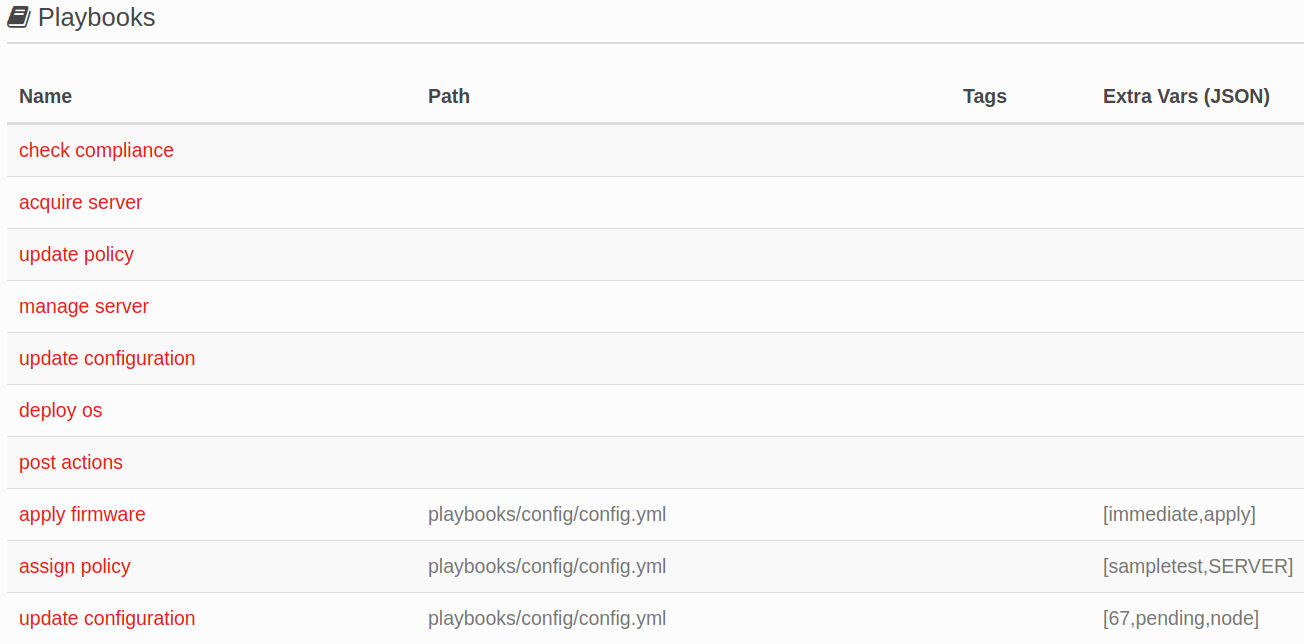 Playbooks
Name Path Tags Extra Vars (JSON)
check compliance
acquire server
update policy
manage server
update configuration
deploy os
post actions
apply firmware playbooks/config/config.yml [immediate,apply]
assign policy playbooks/config/config.yml [sampletest,SERVER]
update configuration playbooks/config/config.yml [67,pending,node]